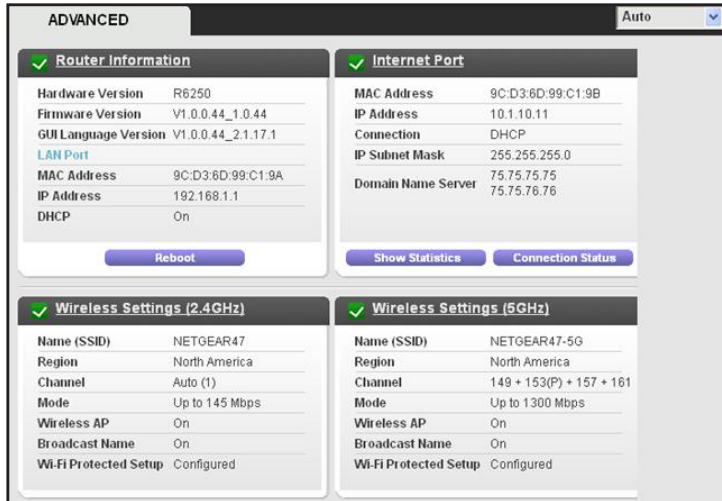 ADVANCED
Auto
Router Information
Hardware Version R6250
Firmware Version V1.0.0.44_1.0.44
GUI Language Version V1.0.0.44_2.1.17.1
LAN Port
MAC Address 9C:D3:6D:99:C1:9A
IP Address 192.168.1.1
DHCP On
Reboot
Internet Port
MAC Address 9C:D3:6D:99:C1:9B
IP Address 10.1.10.11
Connection DHCP
IP Subnet Mask 255.255.255.0
Domain Name Server 75.75.75.75
75.75.76.76
Show Statistics Connection Status
Wireless Settings (2.4GHz)
Name (SSID) NETGEAR47
Region North America
Channel Auto (1)
Mode Up to 145 Mbps
Wireless AP On
Broadcast Name On
Wi-Fi Protected Setup Configured
Wireless Settings (5GHz)
Name (SSID) NETGEAR47-5G
Region North America
Channel 149 + 153(P) + 157 + 161
Mode Up to 1300 Mbps
Wireless AP On
Broadcast Name On
Wi-Fi Protected Setup Configured